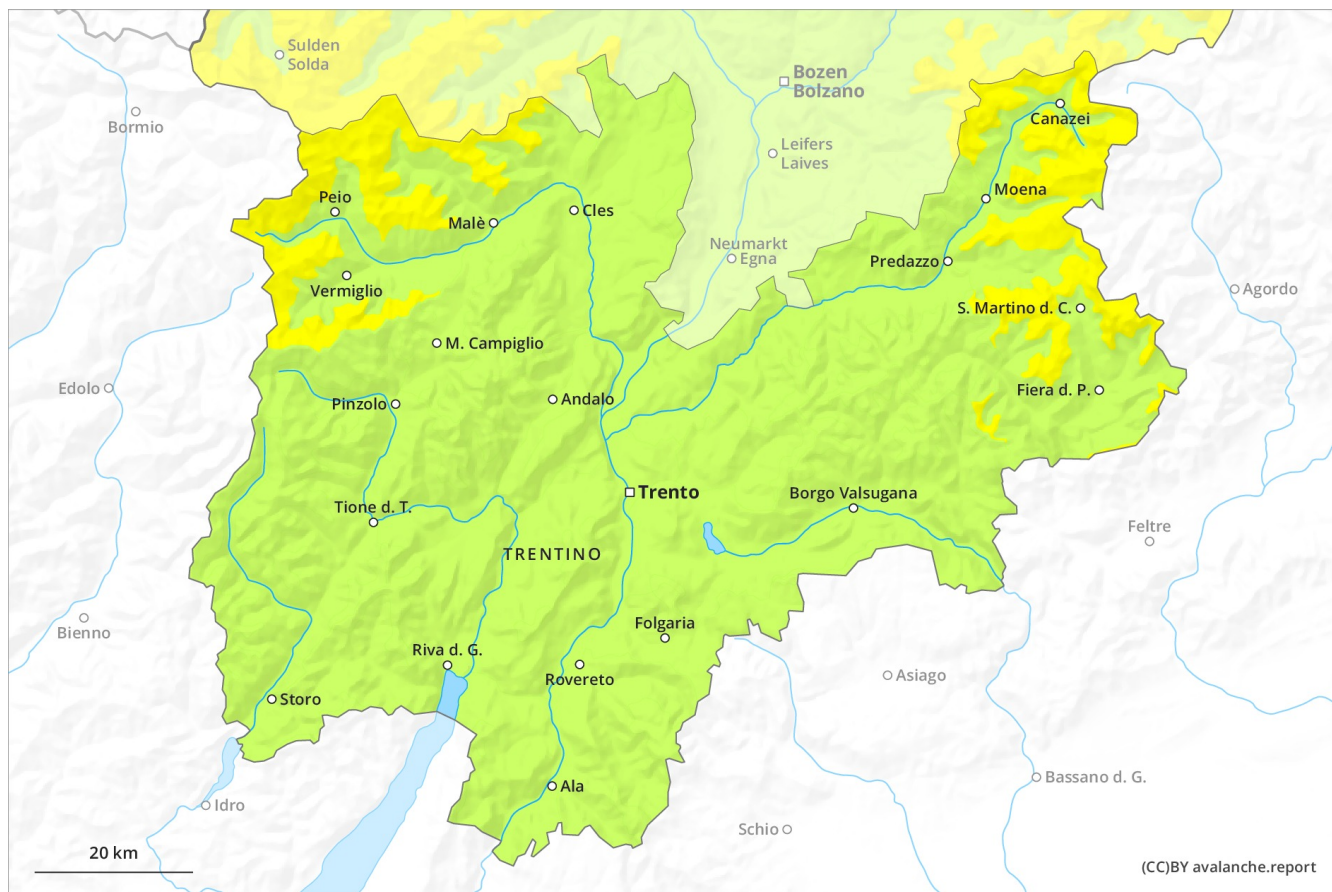 Sulden
Solda
Bozen
Bolzano
Canazei
Bormio
Leifers
Laives
Moena
Peio
Malè
Cles
Neumarkt
Egna
Predazzo
Vermiglio
Agordo
S. Martino d. C.
M. Campiglio
Edolo
Pinzolo
Andalo
Fiera d. P.
Trento
Borgo Valsugana
Tione d. T.
Feltre
TRENTINO
Bienno
Folgaria
Riva d. G.
Rovereto
Asiago
Storo
Bassano d. G.
Ala
Idro
Schio
20 km
(CC)BY avalanche.report